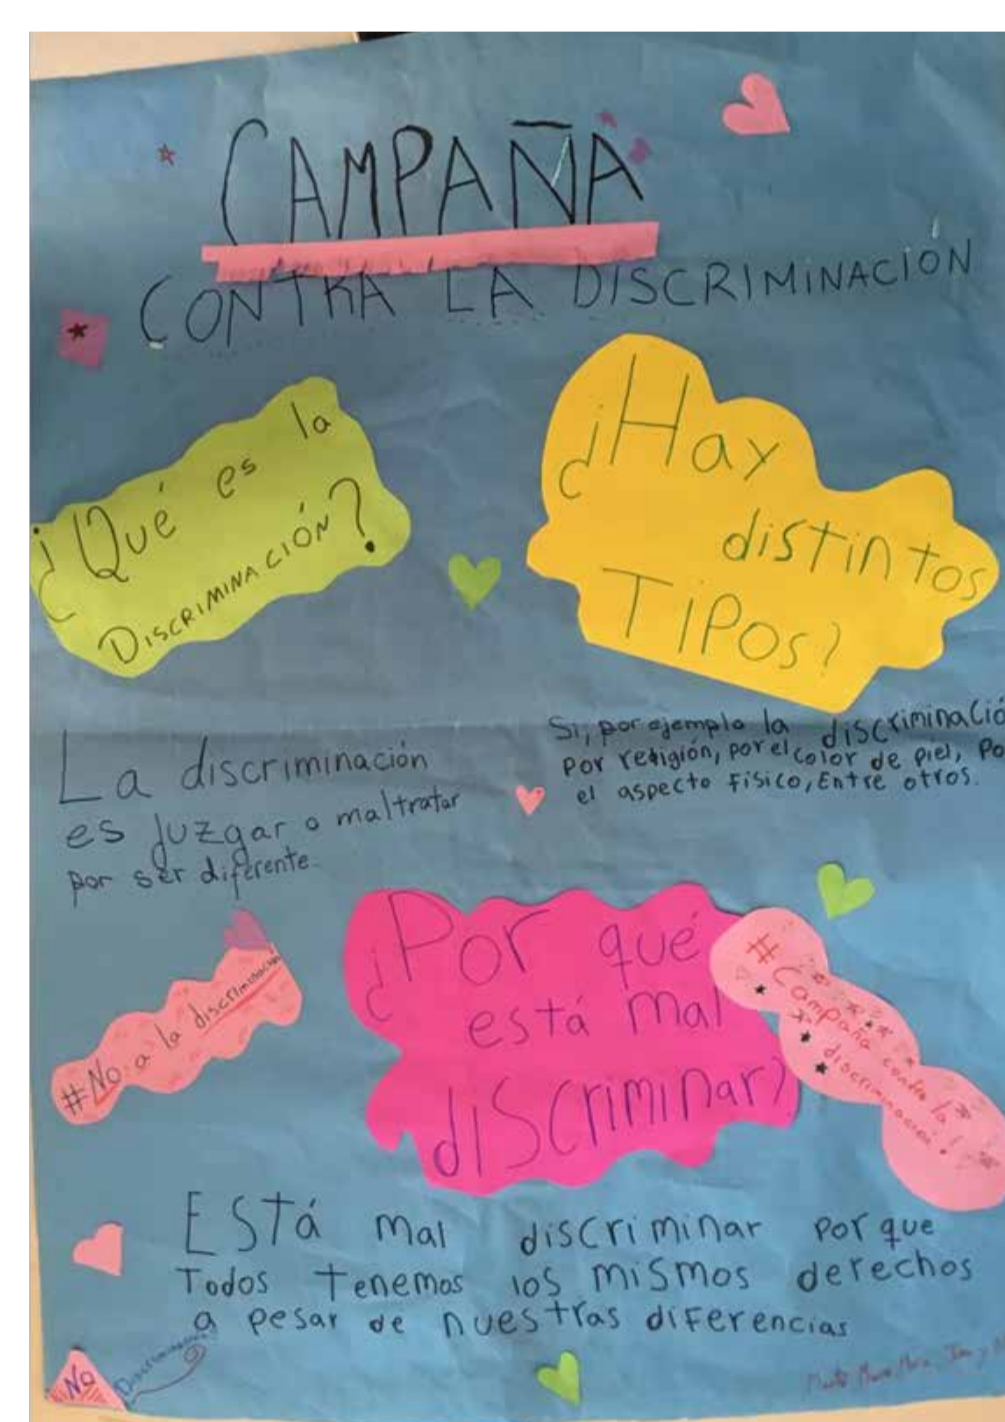 CAMPAÑA
CONTRA LA DISCRIMINACIÓN
¿Qué es la
DISCRIMINACIÓN?
¿Hay
distintos
TIPOS?
La discriminación
es juzgar o maltratar
por ser diferente.
Si, por ejemplo la discriminació
por religión, por el color de piel, Po
el aspecto físico, Entre otros.
#No a la discriminación
¿Por qué
está mal
discriminar?
#Campaña contra la
discriminación!
ESTá mal discriminar Porque
Todos Tenemos los mismos derechos
a pesar de nuestras diferencias
NO
Discriminación